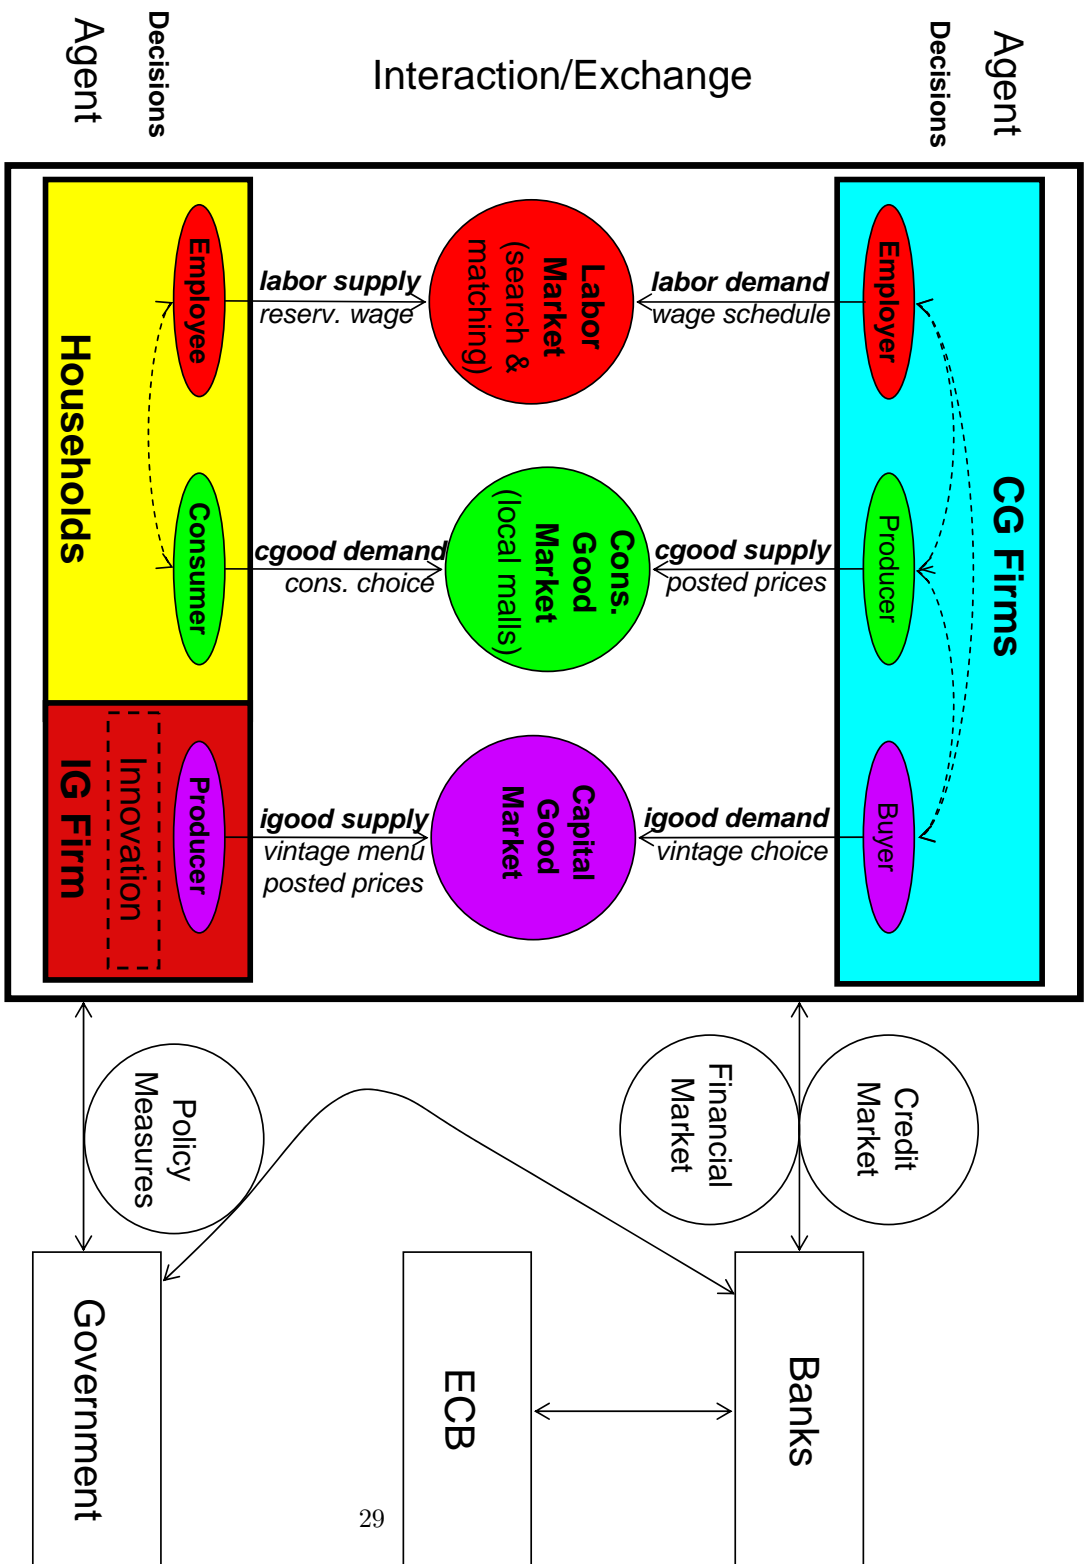 Agent
Decisions
Interaction/Exchange
Decisions
Agent
CG Firms
Employer
Producer
Buyer
labor demand
wage schedule
cgood supply
posted prices
igood demand
vintage choice
Labor
Market
(search &
matching)
Cons.
Good
Market
(local malls)
Capital
Good
Market
labor supply
reserv. wage
cgood demand
cons. choice
igood supply
vintage menu
posted prices
Employee
Consumer
Producer
Households
Innovation
IG Firm
Credit
Market
Financial
Market
Policy
Measures
Banks
ECB
Government
29